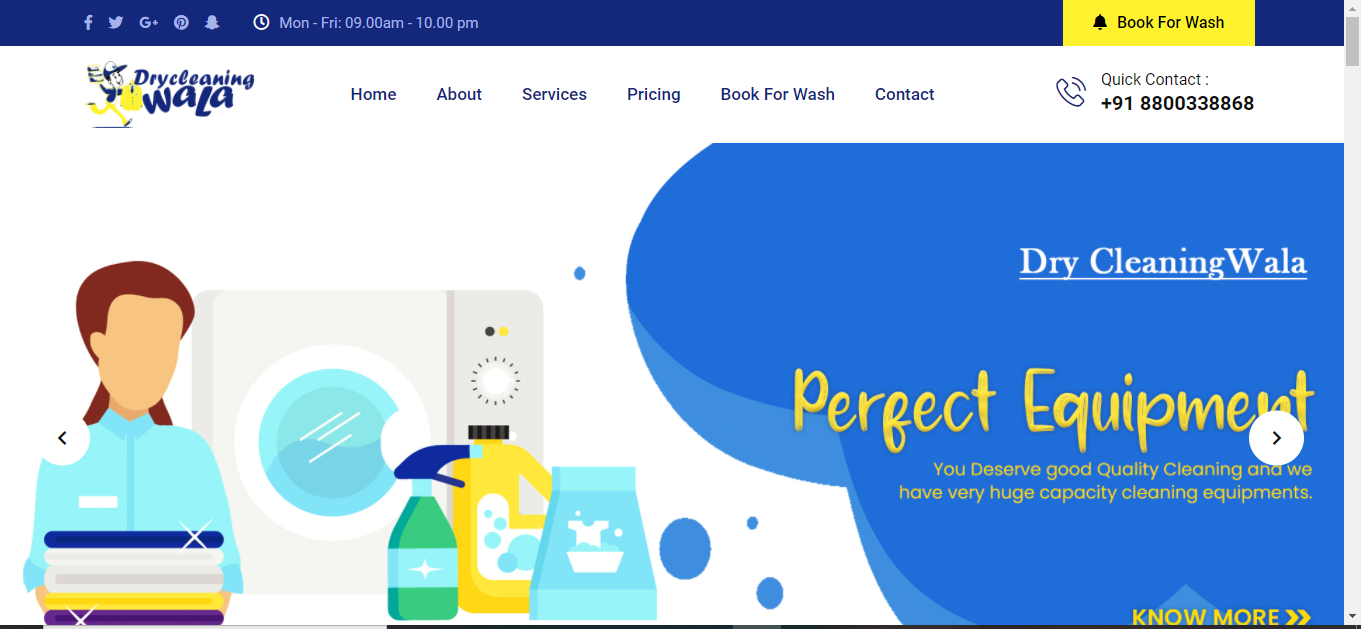 Mon - Fri: 09.00am - 10.00 pm
Book For Wash
Drycleaning
Wala
Home About Services Pricing Book For Wash Contact
Quick Contact :
+91 8800338868
Dry CleaningWala
Perfect Equipment
You Deserve good Quality Cleaning and we
have very huge capacity cleaning equipments.
KNOW MORE